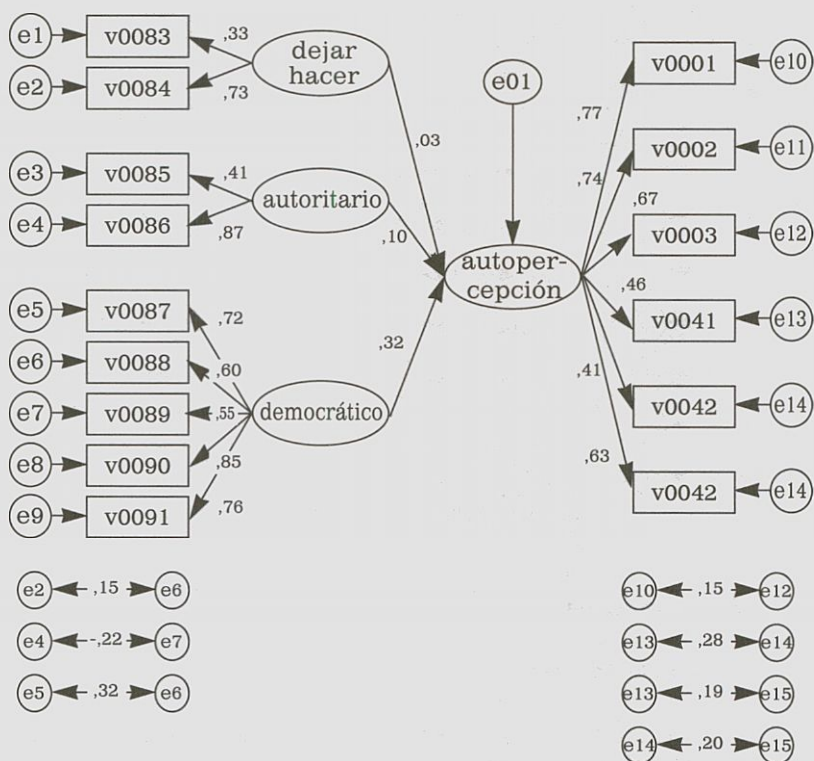 e1
v0083
,33
dejar
hacer
e2
v0084
,73
e01
v0001
e10
,77
,03
e3
v0085
,41
autoritario
e4
v0086
,87
,10
v0002
e11
,74
,67
v0003
e12
autoper-
cepción
,46
v0041
e13
e5
v0087
,72
e6
v0088
,60
e7
v0089
,55
democrático
,32
e8
v0090
,85
e9
v0091
,76
,41
v0042
e14
,63
v0042
e14
e2 ,15 e6
e4 -,22 e7
e5 ,32 e6
e10 ,15 e12
e13 ,28 e14
e13 ,19 e15
e14 ,20 e15